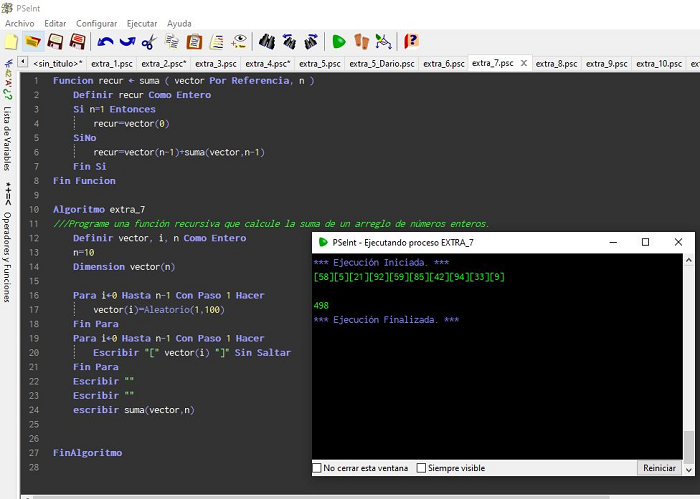 PSeInt
Archivo Editar Configurar Ejecutar Ayuda
<sin_titulo>* extra_1.psc extra_2.psc* extra_3.psc extra_4.psc* extra_5.psc extra_5_Dario.psc extra_6.psc extra_7.psc X extra_8.psc extra_9.psc extra_10.psc
Lista de Variables
Operadores y Funciones
1 Funcion recur ← suma ( vector Por Referencia, n )
2 Definir recur Como Entero
3 Si n=1 Entonces
4 recur=vector(0)
5 SiNo
6 recur=vector(n-1)+suma(vector,n-1)
7 Fin Si
8 Fin Funcion
9
10 Algoritmo extra_7
11 ///Programe una función recursiva que calcule la suma de un arreglo de números enteros.
12 Definir vector, i, n Como Entero
13 n=10
14 Dimension vector(n)
15
16 Para i←0 Hasta n-1 Con Paso 1 Hacer
17 vector(i)=Aleatorio(1,100)
18 Fin Para
19 Para i←0 Hasta n-1 Con Paso 1 Hacer
20 Escribir "[" vector(i) "]" Sin Saltar
21 Fin Para
22 Escribir ""
23 Escribir ""
24 escribir suma(vector,n)
25
26
27 FinAlgoritmo
28
PSeInt - Ejecutando proceso EXTRA_7
*** Ejecución Iniciada. ***
[58][5][21][92][59][85][42][94][33][9]
498
*** Ejecución Finalizada. ***
No cerrar esta ventana Siempre visible Reiniciar